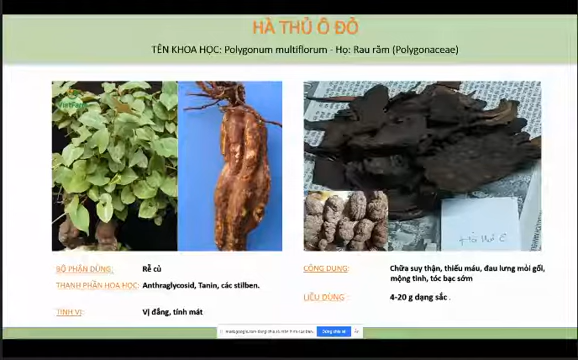 HÀ THỦ Ô ĐỎ
TÊN KHOA HỌC: Polygonum multiflorum - Họ: Rau răm (Polygonaceae)
BỘ PHẬN DÙNG: Rễ củ
THÀNH PHẦN HÓA HỌC: Anthraglycosid, Tanin, các stilben.
TÍNH VỊ: Vị đắng, tính mát
CÔNG DỤNG: Chữa suy thận, thiếu máu, đau lưng mỏi gối,
mộng tinh, tóc bạc sớm
LIỀU DÙNG : 4-20 g dạng sắc .